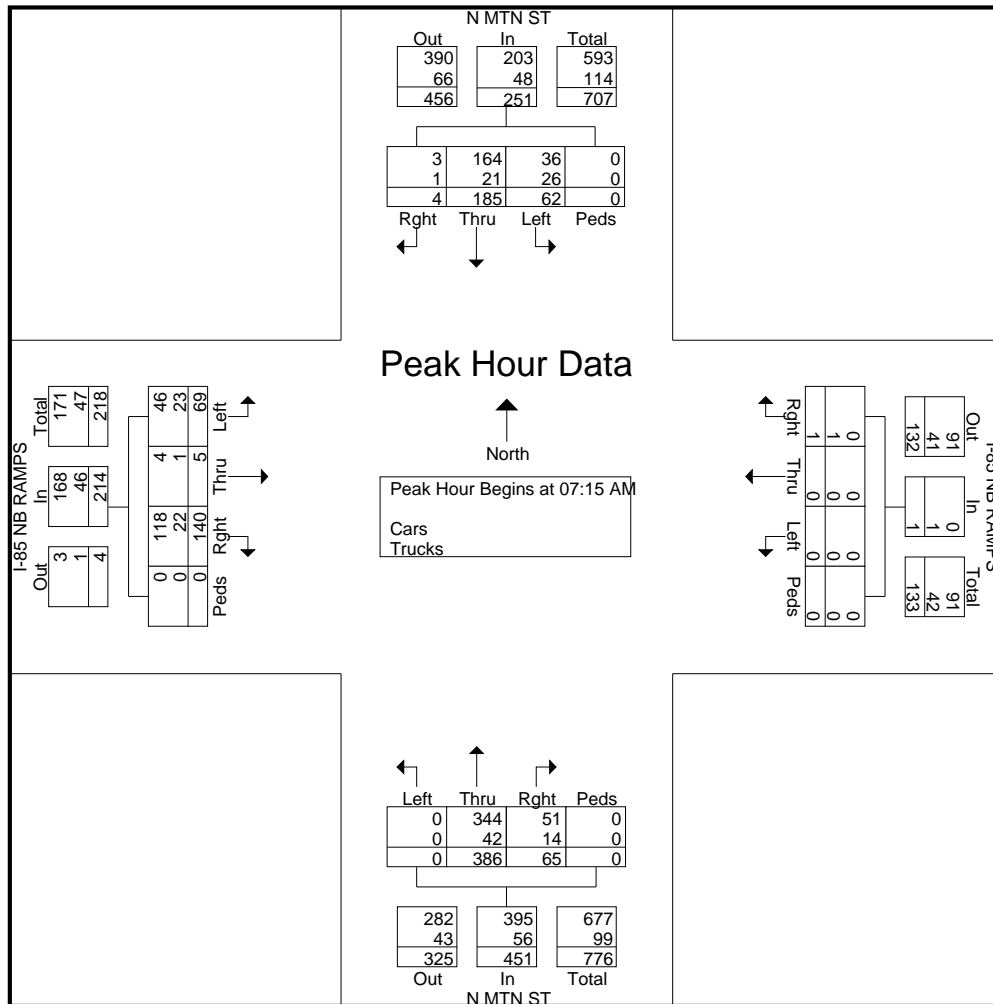 N MTN ST
Out In Total
390 203 593
66 48 114
456 251 707
3 164 36 0
1 21 26 0
4 185 62 0
Rght Thru Left Peds
Peak Hour Data
North
Peak Hour Begins at 07:15 AM
Cars
Trucks
I-85 NB RAMPS
Out In Total
3 168 171
1 46 47
4 214 218
46 4 118 0
23 1 22 0
69 5 140 0
Left Thru Rght Peds
I-85 NB RAMPS
Out In Total
91 0 91
41 1 42
132 1 133
0 0 0 0
1 0 0 0
1 0 0 0
Rght Thru Left Peds
Left Thru Rght Peds
0 344 51 0
0 42 14 0
0 386 65 0
282 395 677
43 56 99
325 451 776
Out In Total
N MTN ST